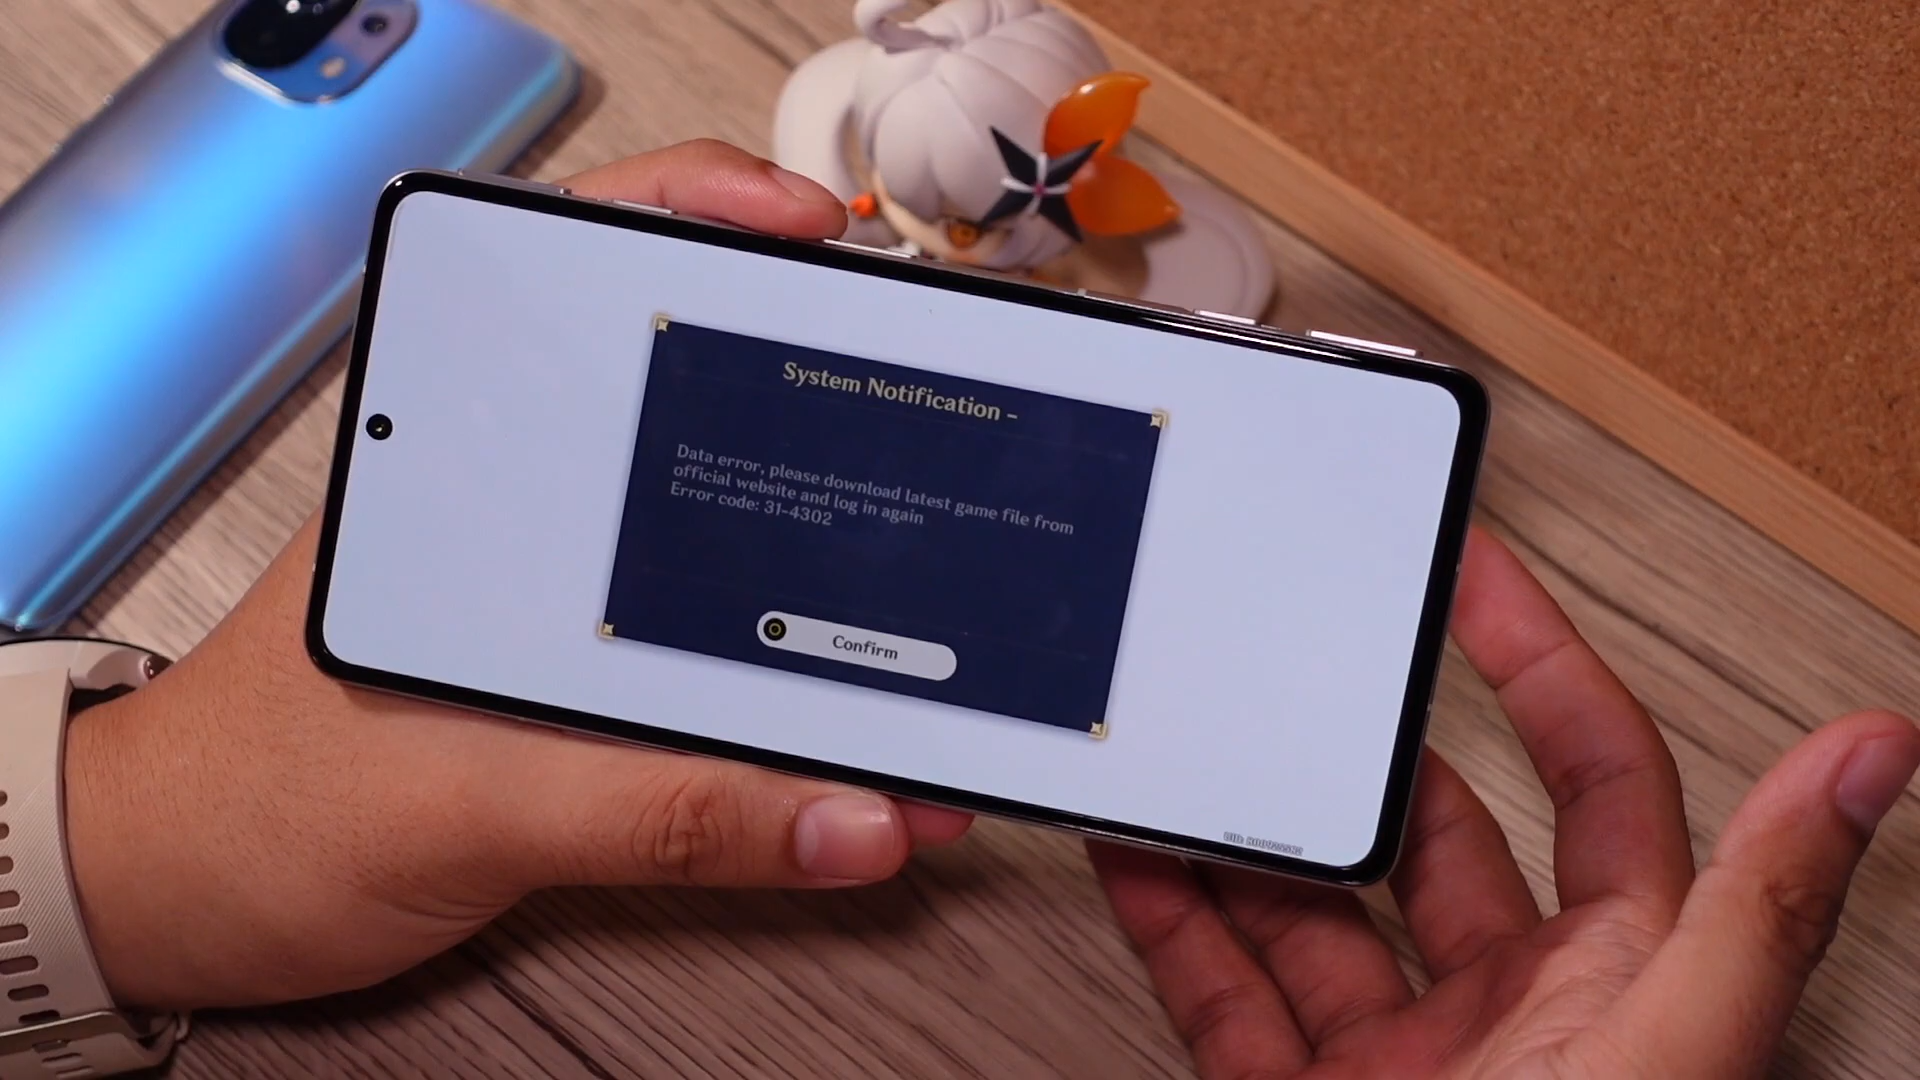 System Notification –
Data error, please download latest game file from
official website and log in again
Error code: 31-4302
Confirm
UID: